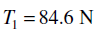 T₁ = 84.6 N